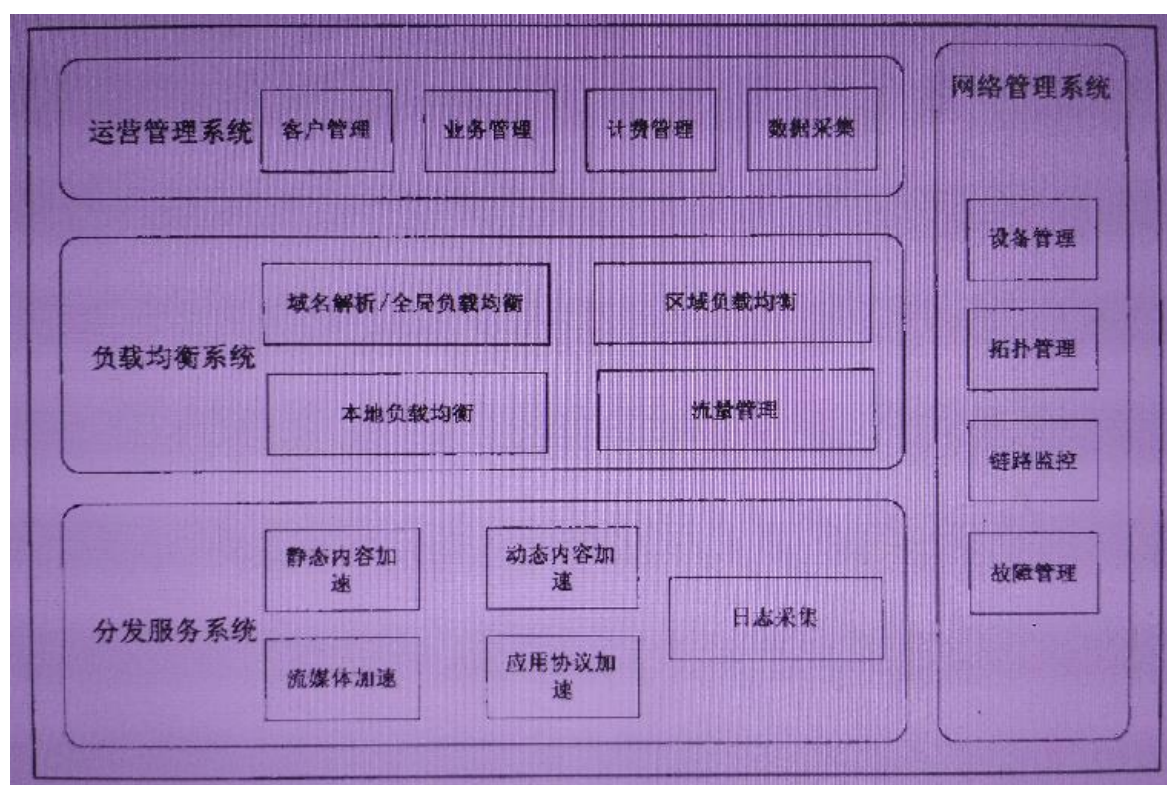 运营管理系统
客户管理
业务管理
计费管理
数据采集
网络管理系统
设备管理
拓扑管理
链路监控
故障管理
负载均衡系统
域名解析/全局负载均衡
区域负载均衡
本地负载均衡
流量管理
分发服务系统
静态内容加
速
动态内容加
速
流媒体加速
应用协议加
速
日志采集